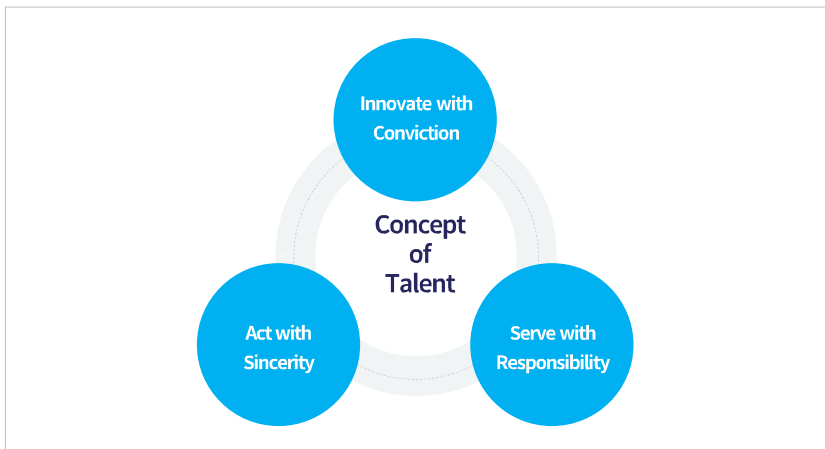 Innovate with
Conviction
Concept
of
Talent
Act with
Sincerity
Serve with
Responsibility